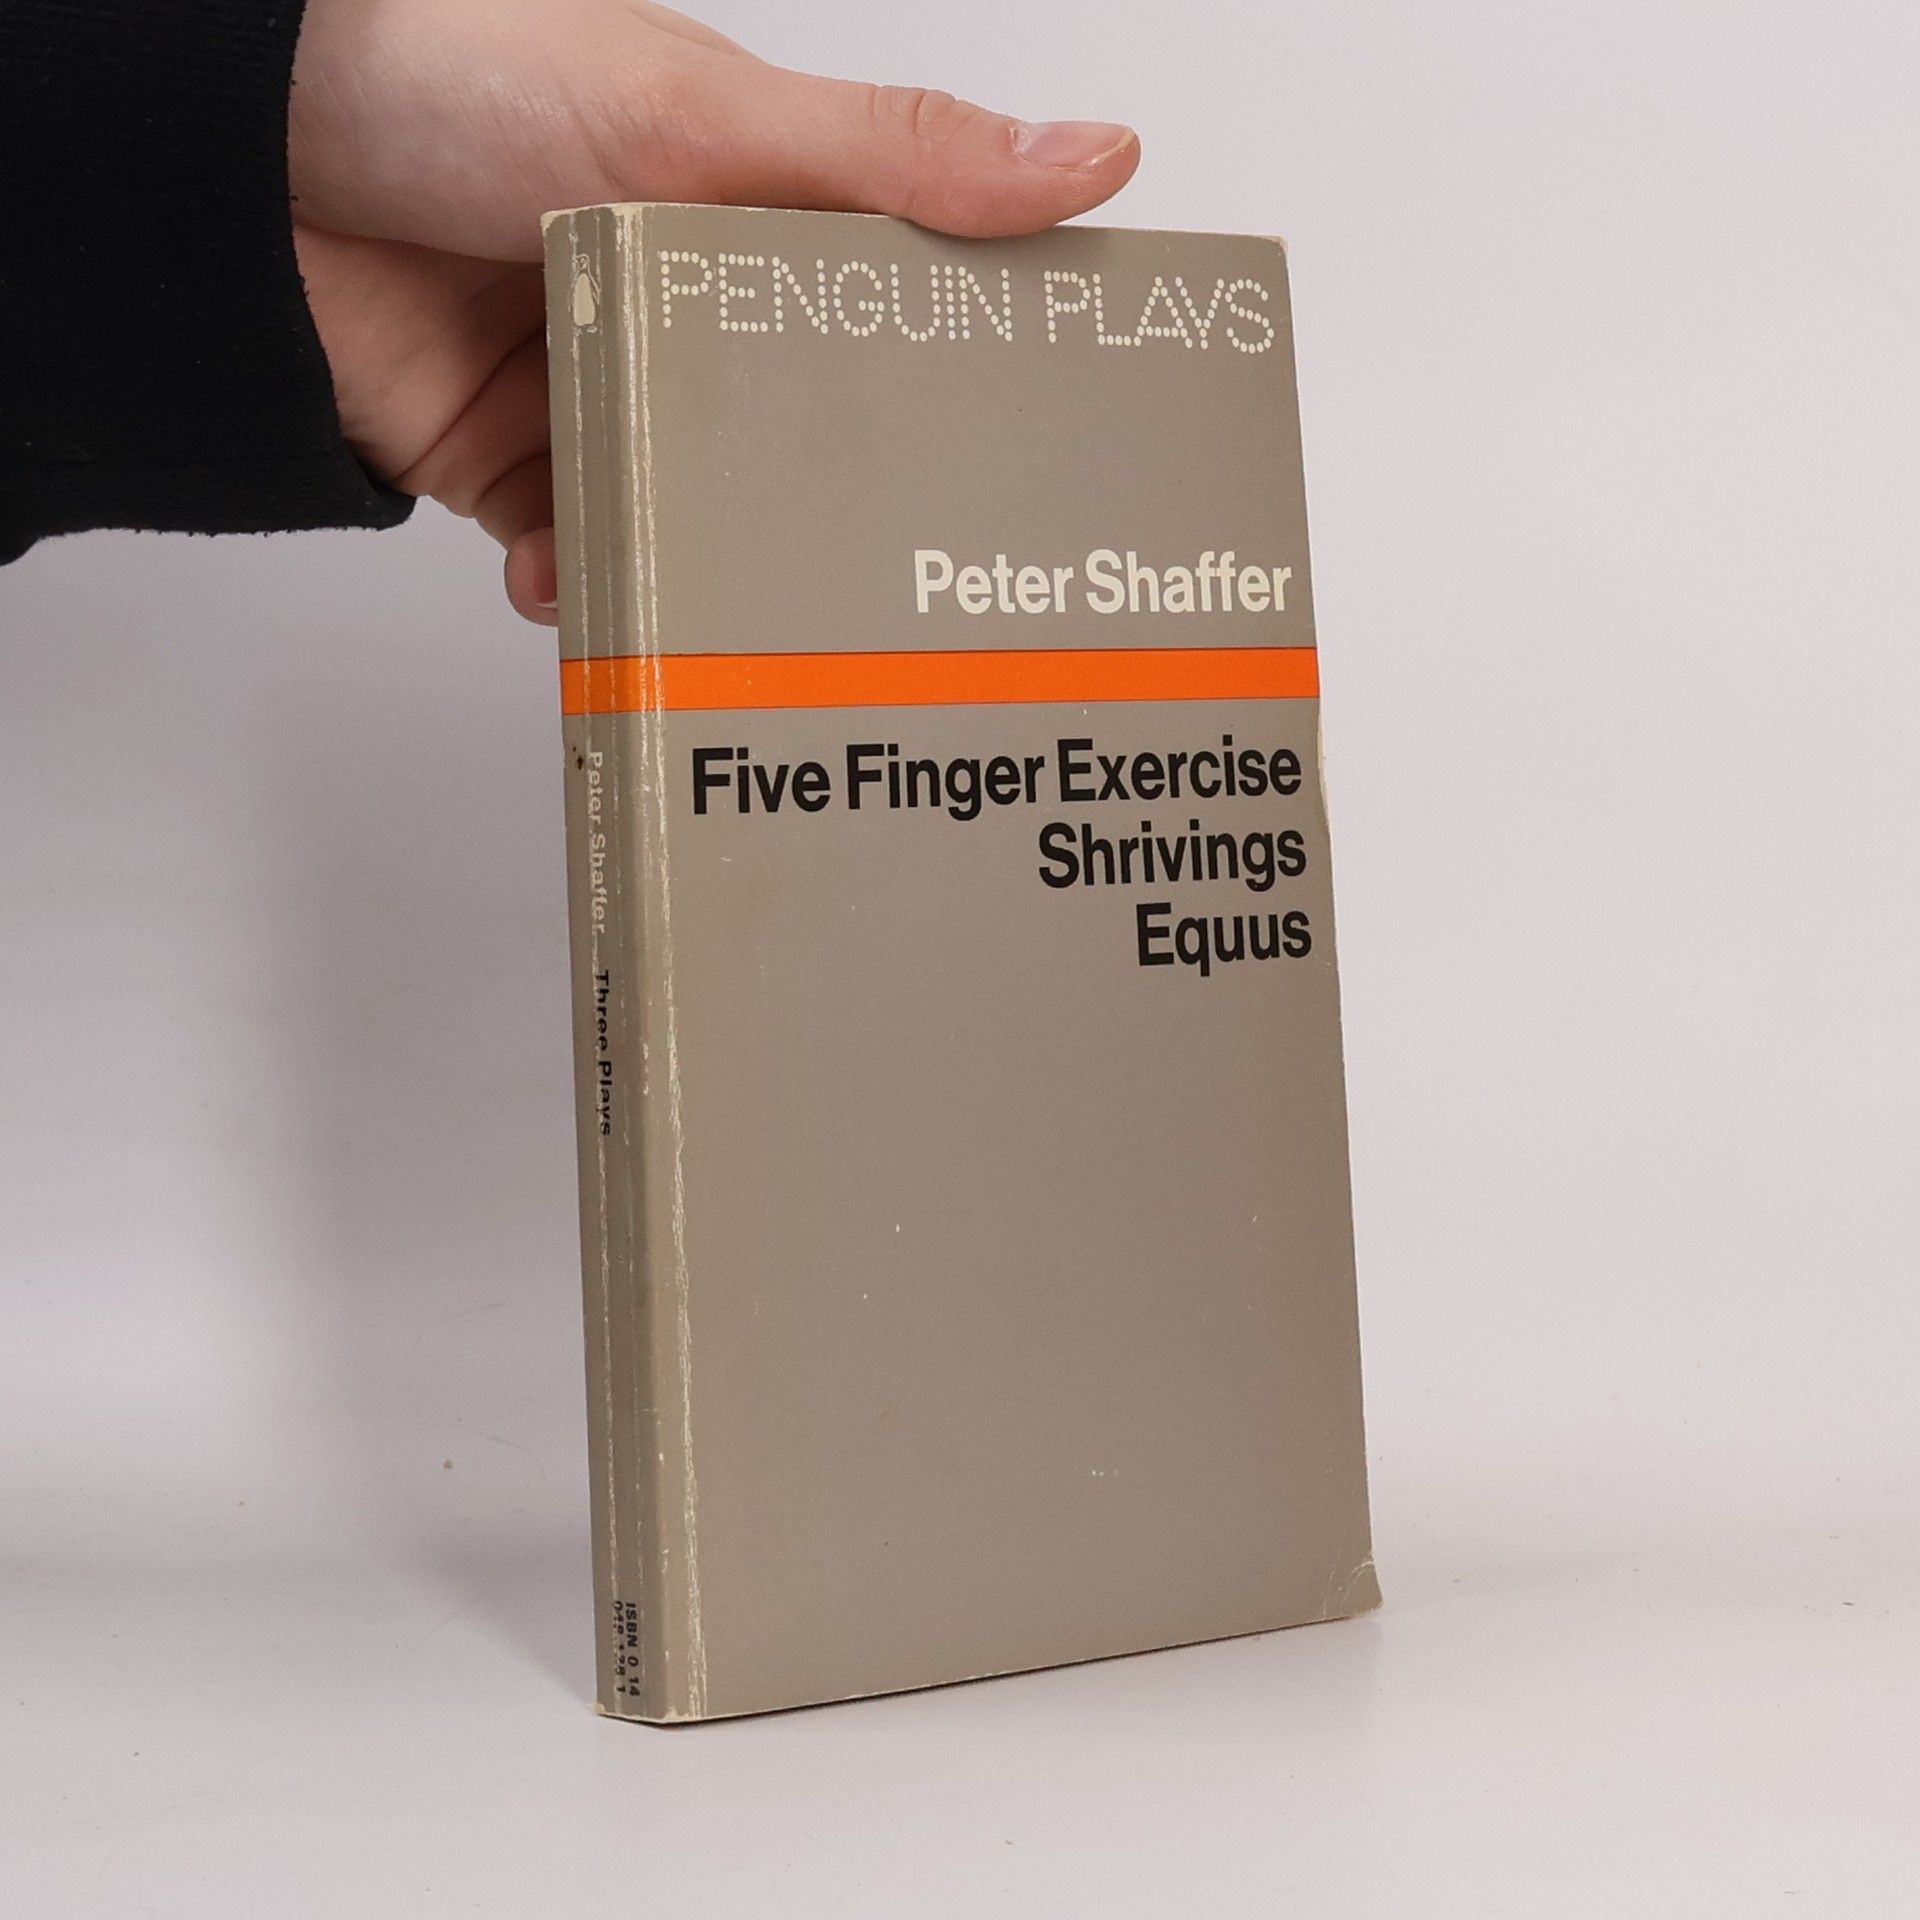 PENGUIN PLAYS
Peter Shaffer
Five Finger Exercise
Shrivings
Equus
Peter Shaffer Three Plays
ISBN 0 14